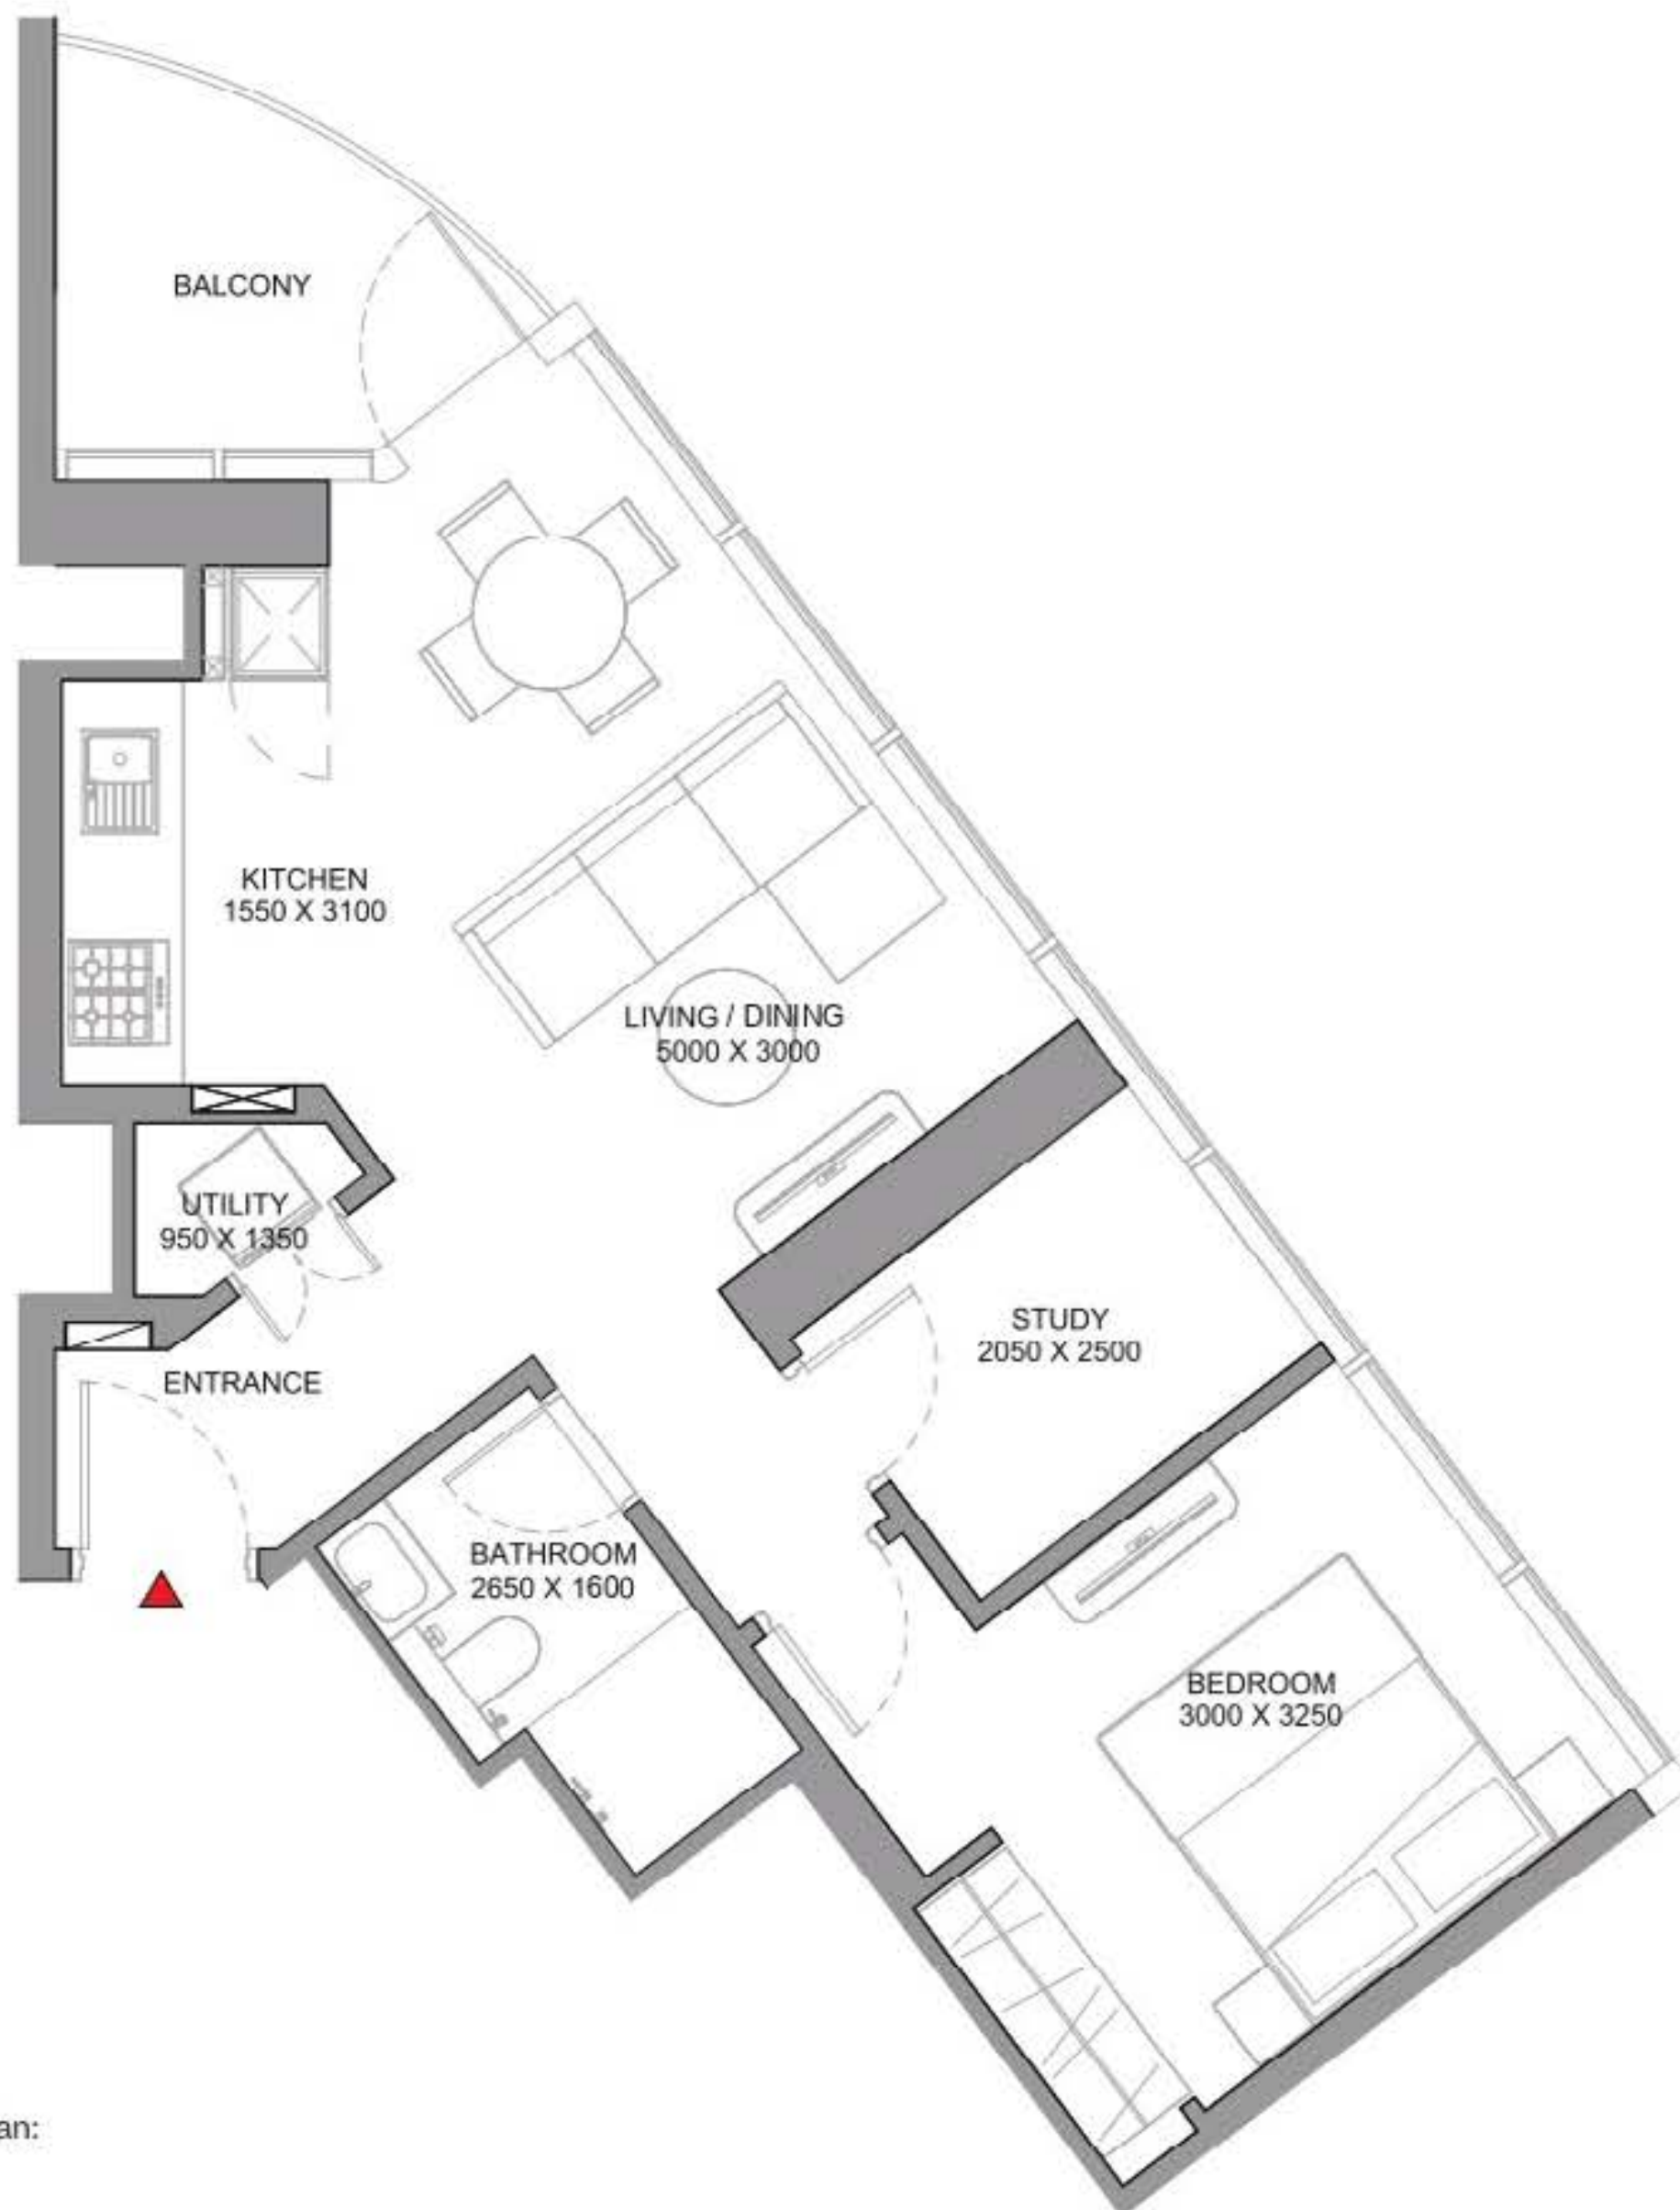 BALCONY
KITCHEN
1550 X 3100
LIVING / DINING
5000 X 3000
UTILITY
950 X 1350
STUDY
2050 X 2500
ENTRANCE
BATHROOM
2650 X 1600
BEDROOM
3000 X 3250
an: